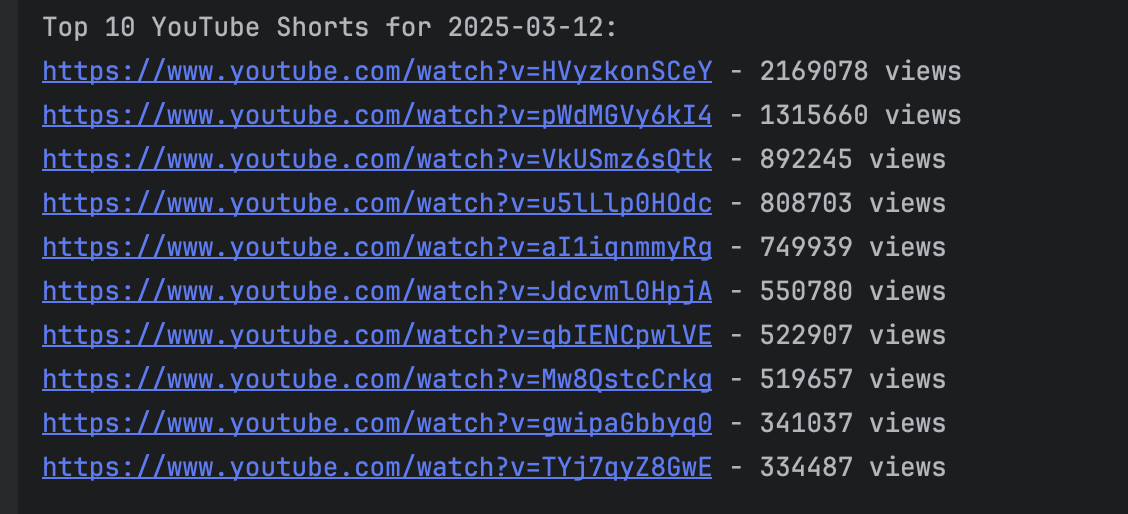 Top 10 YouTube Shorts for 2025-03-12:
https://www.youtube.com/watch?v=HVyzkonSCeY - 2169078 views
https://www.youtube.com/watch?v=pWdMGVy6kI4 - 1315660 views
https://www.youtube.com/watch?v=VkUSmz6sQtk - 892245 views
https://www.youtube.com/watch?v=u5lLlp0HOdc - 808703 views
https://www.youtube.com/watch?v=aI1iqnmmyRg - 749939 views
https://www.youtube.com/watch?v=Jdcvml0HpjA - 550780 views
https://www.youtube.com/watch?v=qbIENCpwlVE - 522907 views
https://www.youtube.com/watch?v=Mw8QstcCrkg - 519657 views
https://www.youtube.com/watch?v=gwipaGbbyq0 - 341037 views
https://www.youtube.com/watch?v=TYj7qyZ8GwE - 334487 views